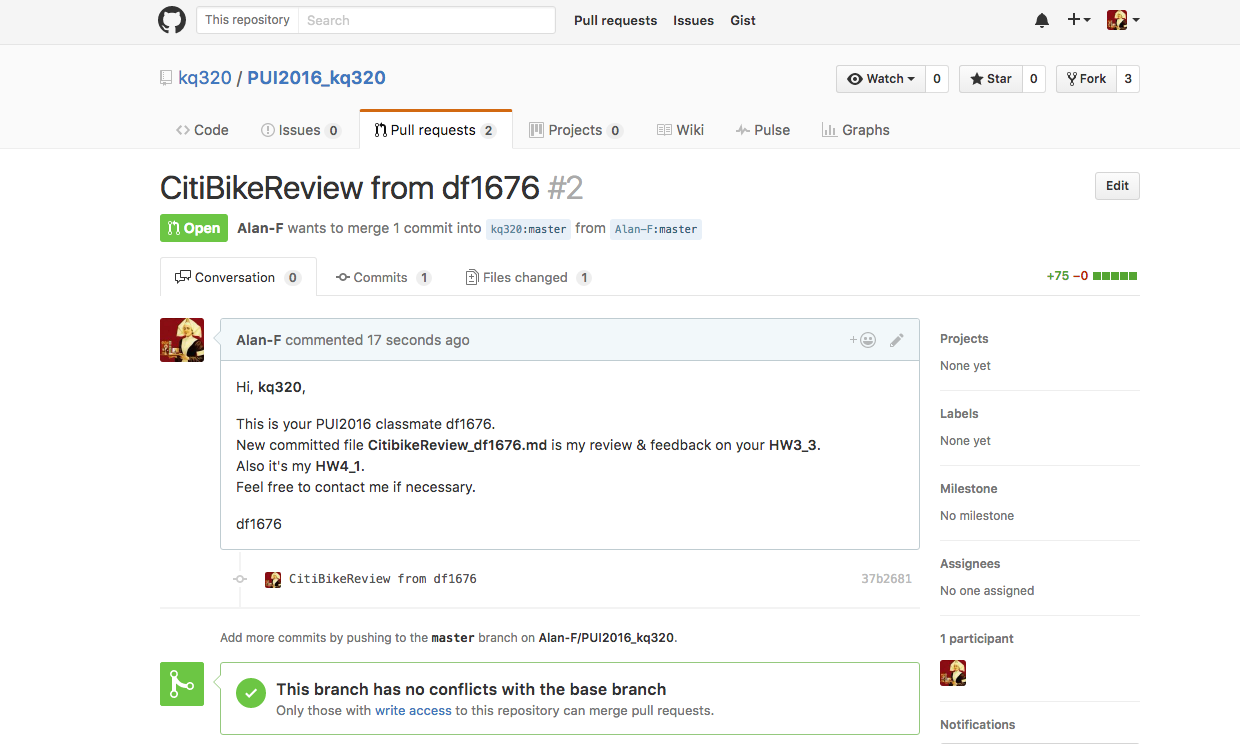 This repository Search Pull requests Issues Gist
kq320 / PUI2016_kq320 Watch 0 Star 0 Fork 3
Code Issues 0 Pull requests 2 Projects 0 Wiki Pulse Graphs
CitiBikeReview from df1676 #2 Edit
Open Alan-F wants to merge 1 commit into kq320:master from Alan-F:master
Conversation 0 Commits 1 Files changed 1 +75 −0
Alan-F commented 17 seconds ago
Hi, kq320,
This is your PUI2016 classmate df1676.
New committed file CitibikeReview_df1676.md is my review & feedback on your HW3_3.
Also it's my HW4_1.
Feel free to contact me if necessary.
df1676
CitiBikeReview from df1676 37b2681
Add more commits by pushing to the master branch on Alan-F/PUI2016_kq320.
This branch has no conflicts with the base branch
Only those with write access to this repository can merge pull requests.
Projects
None yet
Labels
None yet
Milestone
No milestone
Assignees
No one assigned
1 participant
Notifications